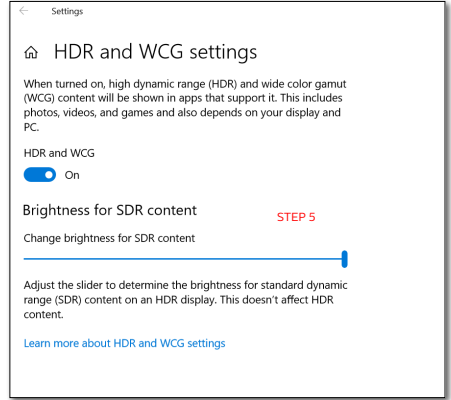 Settings
HDR and WCG settings
When turned on, high dynamic range (HDR) and wide color gamut
(WCG) content will be shown in apps that support it. This includes
photos, videos, and games and also depends on your display and
PC.
HDR and WCG
On
Brightness for SDR content
STEP 5
Change brightness for SDR content
Adjust the slider to determine the brightness for standard dynamic
range (SDR) content on an HDR display. This doesn't affect HDR
content.
Learn more about HDR and WCG settings